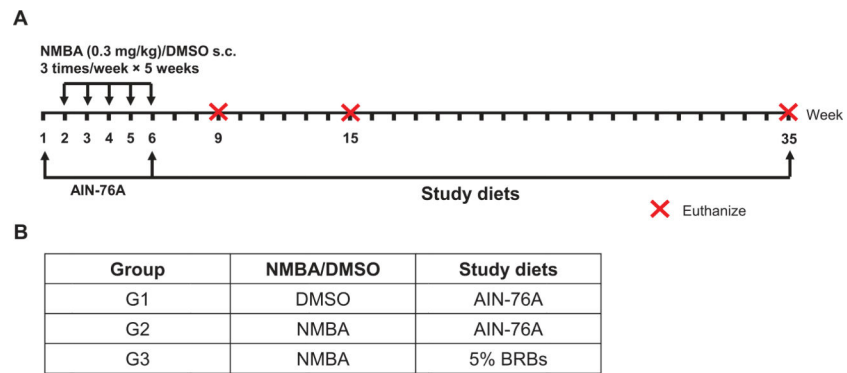 A
NMBA (0.3 mg/kg)/DMSO s.c.
3 times/week × 5 weeks
Week
1 2 3 4 5 6 9 15 35
AIN-76A
Study diets
Euthanize
B
Group NMBA/DMSO Study diets
G1 DMSO AIN-76A
G2 NMBA AIN-76A
G3 NMBA 5% BRBs